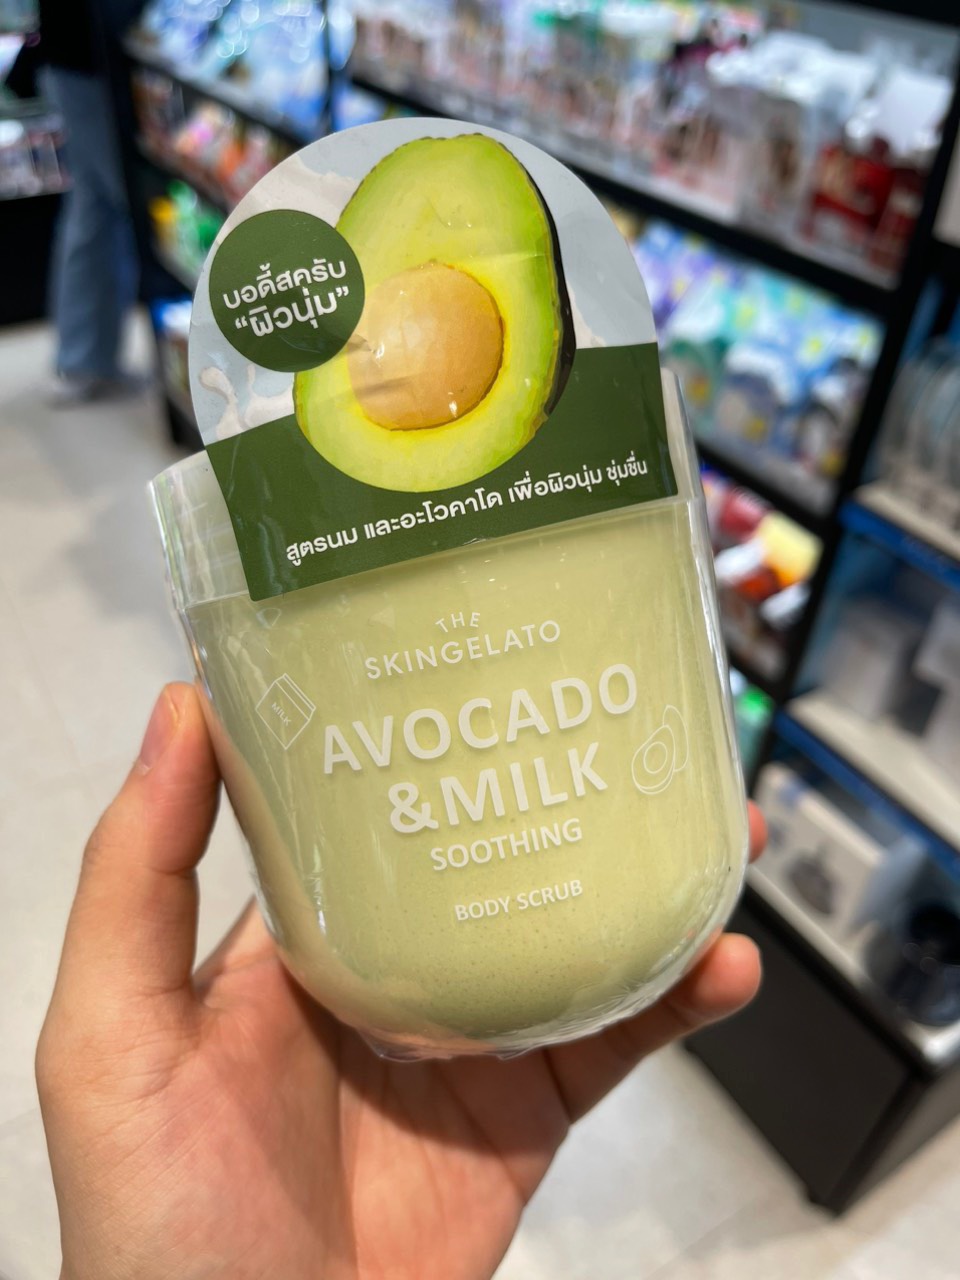 บอดี้สครับ
“ผิวนุ่ม”
สูตรนม และอะโวคาโด เพื่อผิวนุ่ม ชุ่มชื่น
THE
SKINGELATO
MILK
AVOCADO
&MILK
SOOTHING
BODY SCRUB